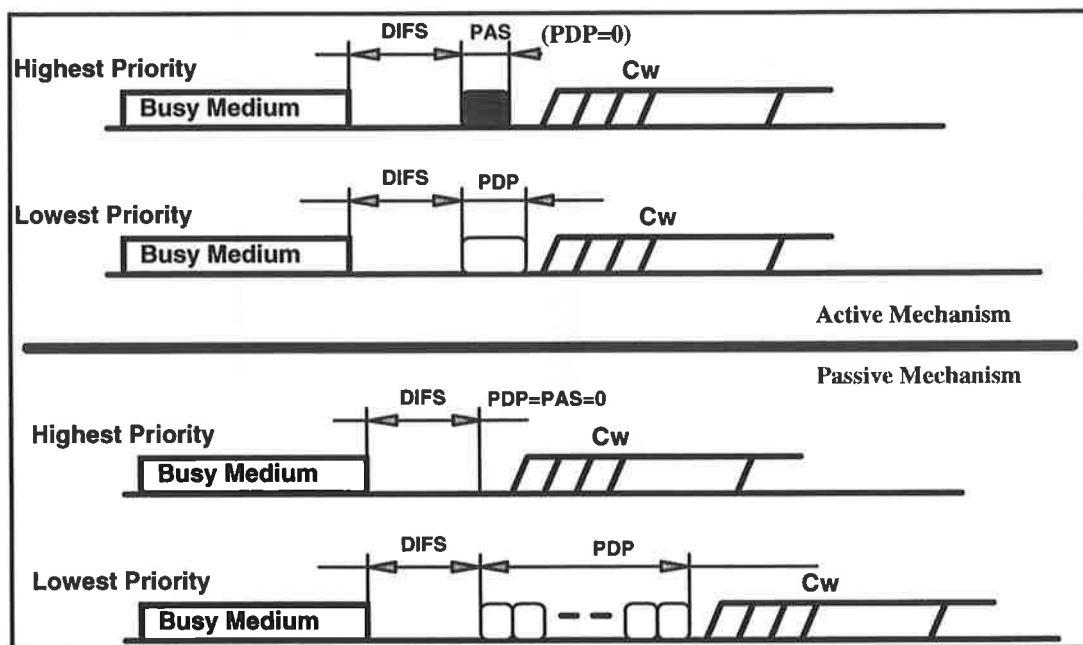 DIFS PAS (PDP=0)
Highest Priority Cw
Busy Medium
DIFS PDP
Lowest Priority Cw
Busy Medium
Active Mechanism
Passive Mechanism
DIFS PDP=PAS=0
Highest Priority Cw
Busy Medium
DIFS PDP
Lowest Priority Cw
Busy Medium